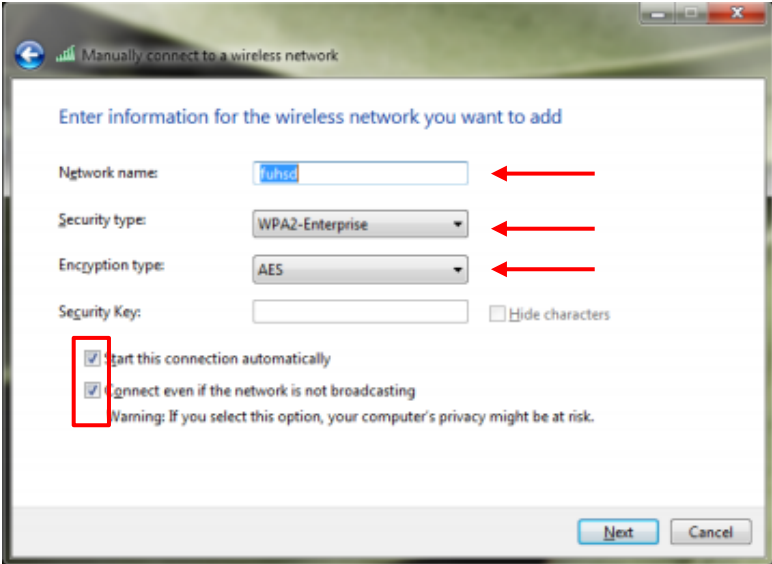 Manually connect to a wireless network
Enter information for the wireless network you want to add
Network name: fuhsd
Security type: WPA2-Enterprise
Encryption type: AES
Security Key: Hide characters
Start this connection automatically
Connect even if the network is not broadcasting
Warning: If you select this option, your computer's privacy might be at risk.
Next Cancel